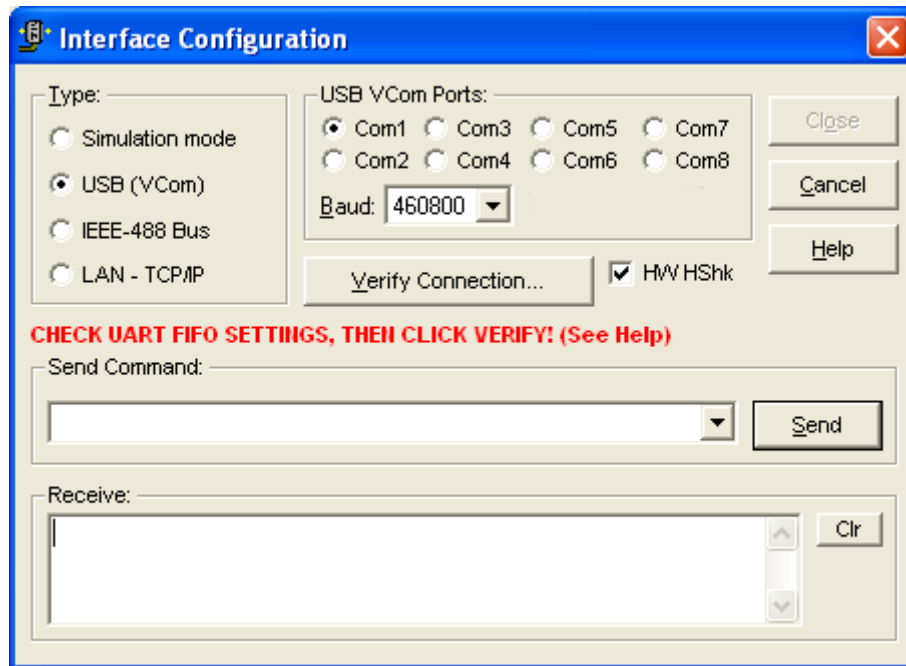 Interface Configuration
Type:
Simulation mode
USB (VCom)
IEEE-488 Bus
LAN - TCP/IP
USB VCom Ports:
Com1 Com3 Com5 Com7
Com2 Com4 Com6 Com8
Baud: 460800
Close
Cancel
Help
Verify Connection... HW HShk
CHECK UART FIFO SETTINGS, THEN CLICK VERIFY! (See Help)
Send Command:
Send
Receive:
Clr